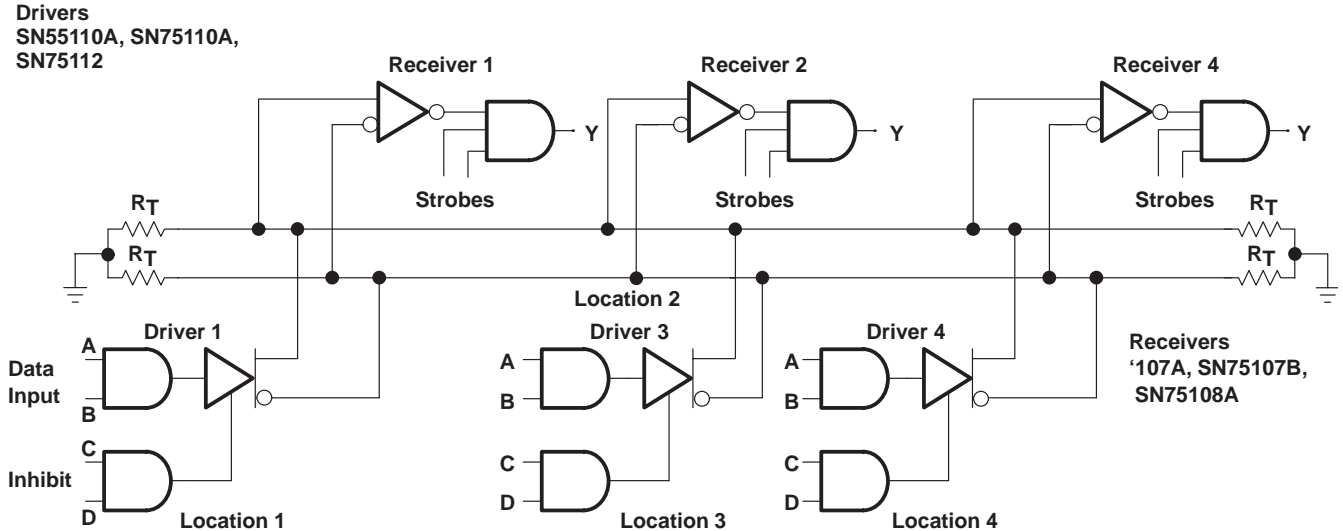 Drivers
SN55110A, SN75110A,
SN75112
Receiver 1
Receiver 2
Receiver 4
Y
Y
Y
Strobes
Strobes
Strobes
RT
RT
RT
RT
Location 2
Driver 1
Driver 3
Driver 4
Receivers
‘107A, SN75107B,
SN75108A
Data
Input
A
B
A
B
A
B
Inhibit
C
D
C
D
C
D
Location 1
Location 3
Location 4